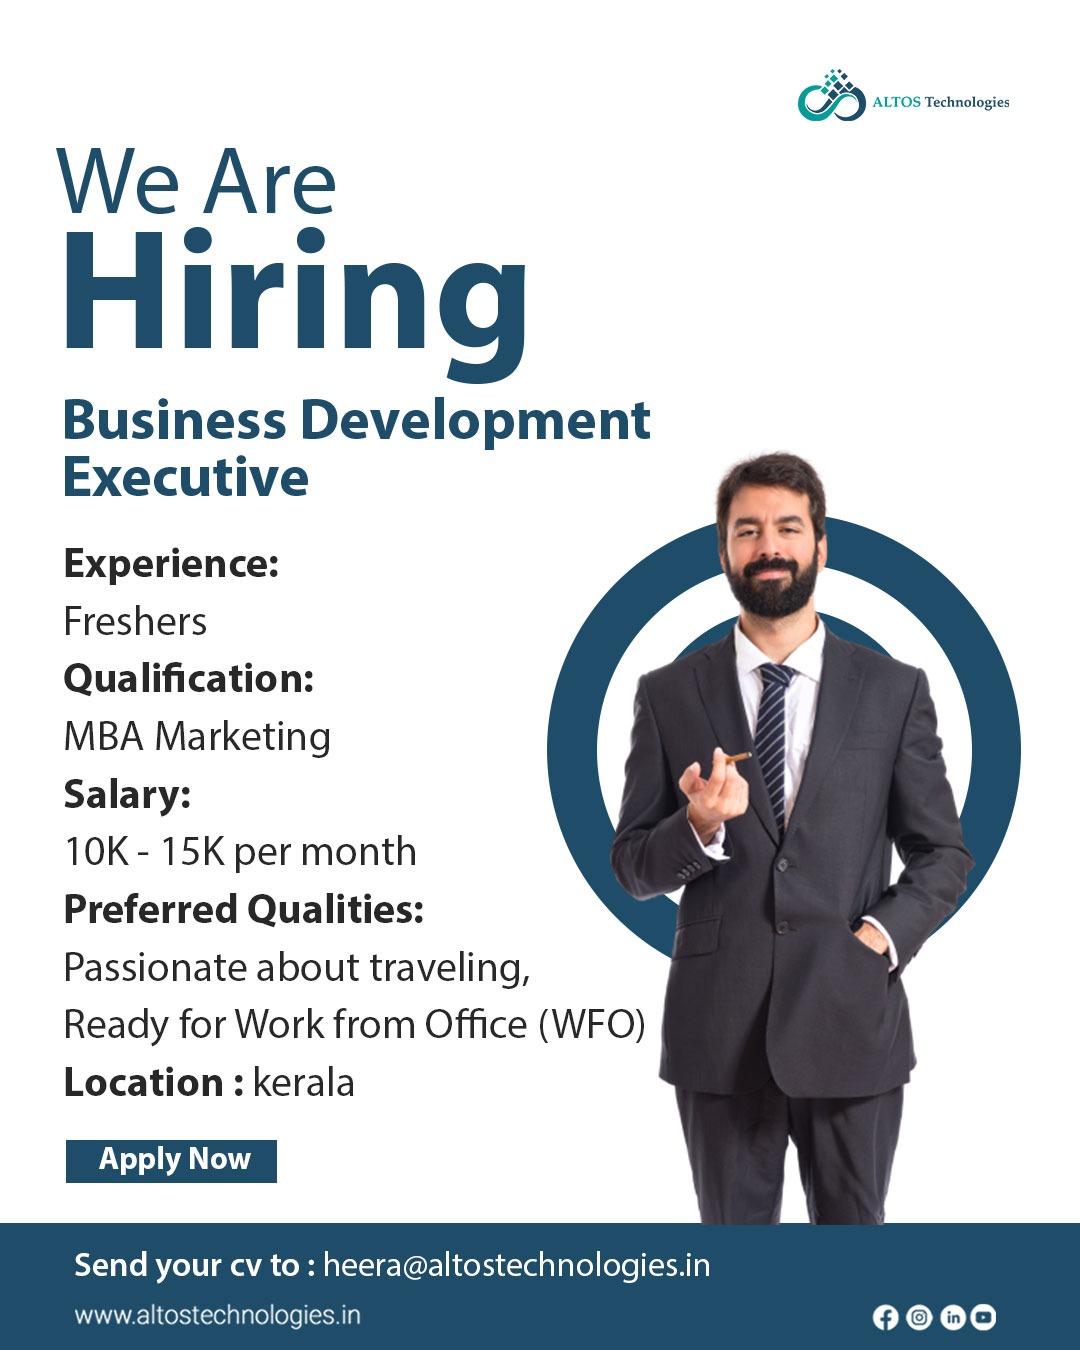 ALTOS Technologies
We Are
Hiring
Business Development
Executive
Experience:
Freshers
Qualification:
MBA Marketing
Salary:
10K - 15K per month
Preferred Qualities:
Passionate about traveling,
Ready for Work from Office (WFO)
Location : kerala
Apply Now
Send your cv to : heera@altostechnologies.in
www.altostechnologies.in